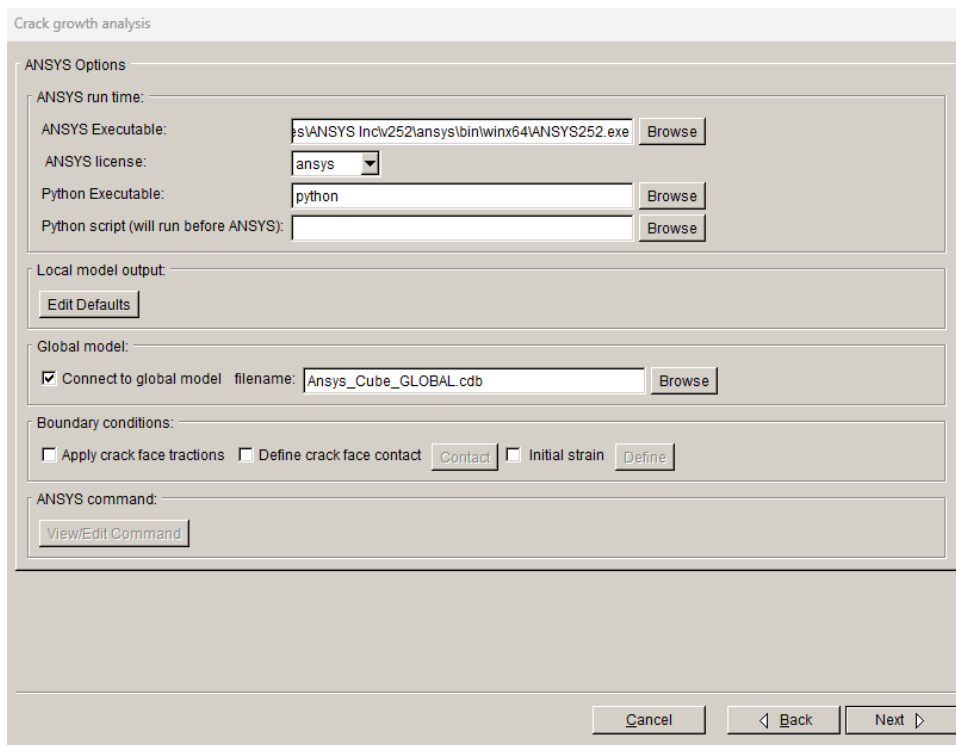 Crack growth analysis
ANSYS Options
ANSYS run time:
ANSYS Executable: es\ANSYS Inc\v252\ansys\bin\winx64\ANSYS252.exe Browse
ANSYS license: ansys
Python Executable: python Browse
Python script (will run before ANSYS): Browse
Local model output:
Edit Defaults
Global model:
Connect to global model filename: Ansys_Cube_GLOBAL.cdb Browse
Boundary conditions:
Apply crack face tractions Define crack face contact Contact Initial strain Define
ANSYS command:
View/Edit Command
Cancel Back Next